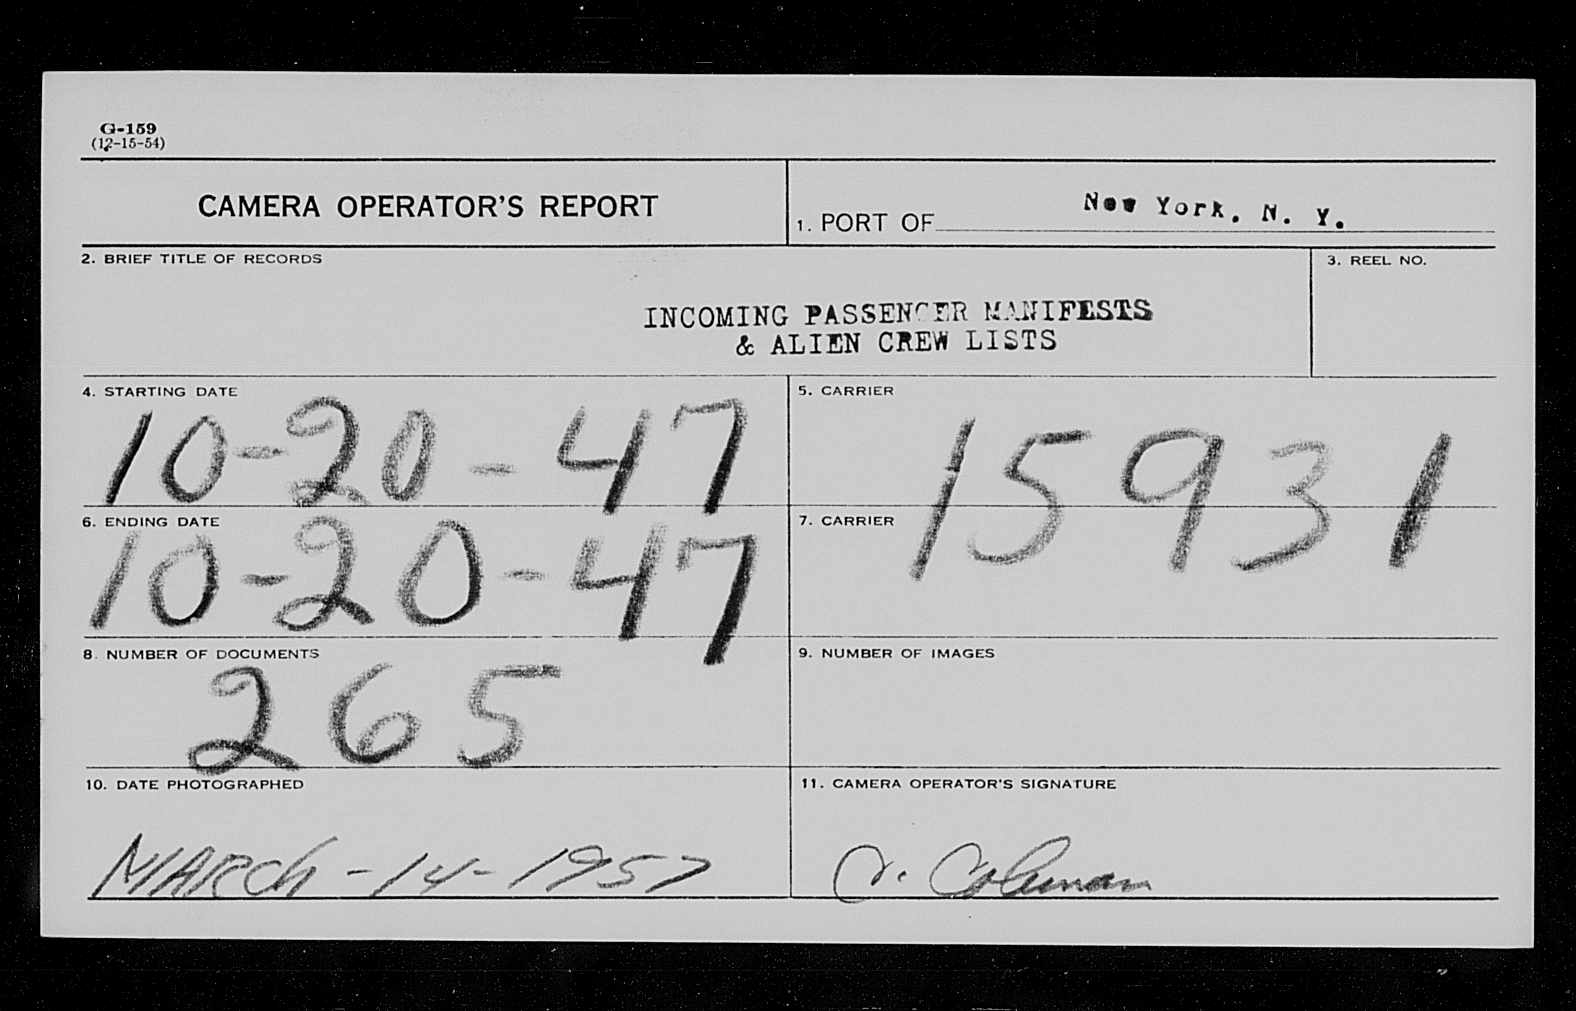 G-159
(12-15-54)
CAMERA OPERATOR'S REPORT
1. PORT OF New York, N. Y.
2. BRIEF TITLE OF RECORDS
3. REEL NO.
INCOMING PASSENGER MANIFESTS
& ALIEN CREW LISTS
4. STARTING DATE
10-20-47
5. CARRIER
15931
6. ENDING DATE
10-20-47
7. CARRIER
8. NUMBER OF DOCUMENTS
265
9. NUMBER OF IMAGES
10. DATE PHOTOGRAPHED
MARCh-14-1957
11. CAMERA OPERATOR'S SIGNATURE
Coleman